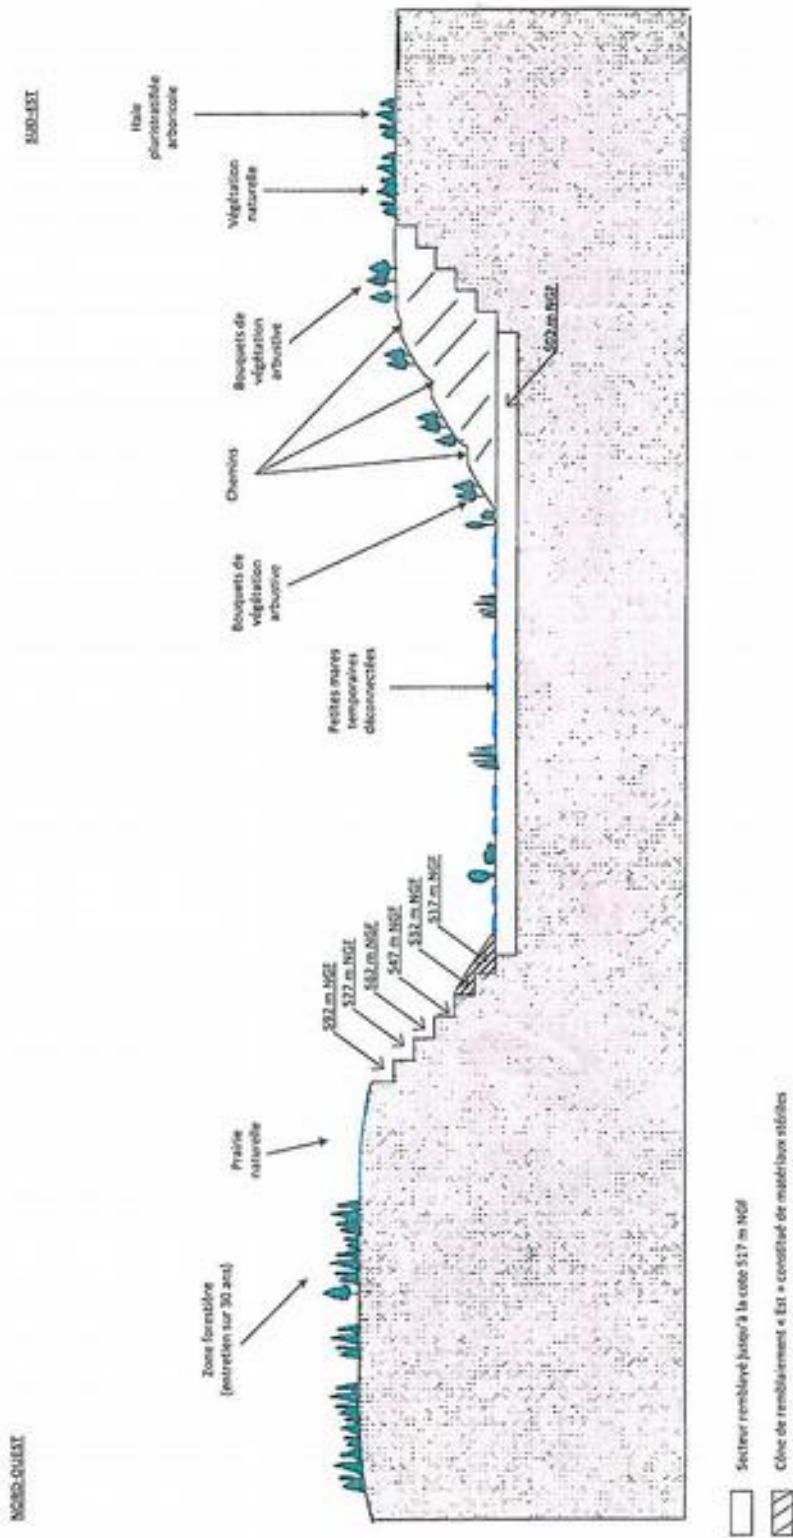 NORD-OUEST
SUD-EST
Zone forestière
(entretien sur 30 ans)
Prairie
naturelle
592 m NGF
577 m NGF
562 m NGF
547 m NGF
532 m NGF
517 m NGF
Petites mares
temporaires
déconnectées
Bouquets de
végétation
arbustive
Chemins
Bouquets de
végétation
arbustive
Végétation
naturelle
Haie
pluristratifiée
arboricole
502 m NGF
Secteur remblayé jusqu'à la cote 517 m NGF
Cône de remblaiement « Est » constitué de matériaux stériles